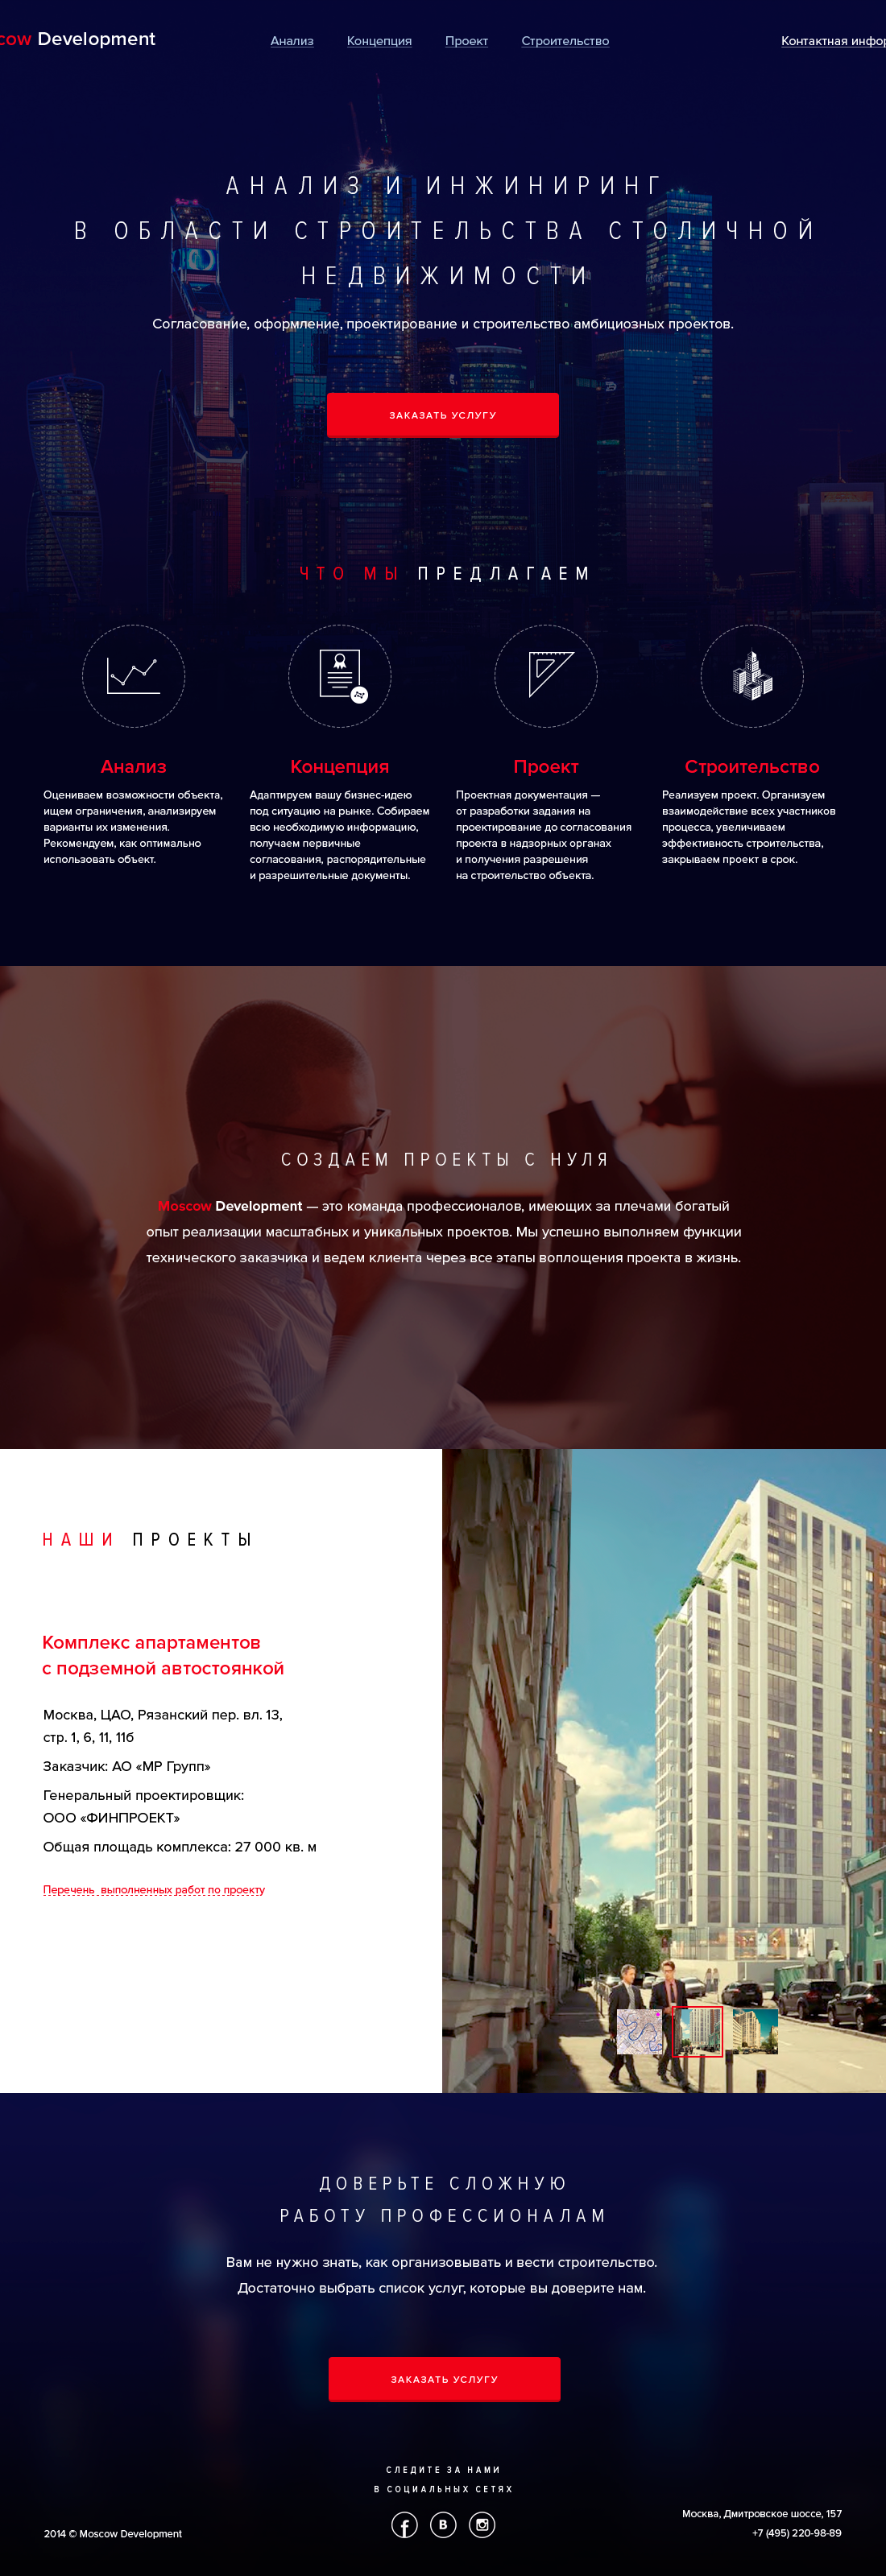 cow Development
Анализ Концепция Проект Строительство
Контактная инфор
АНАЛИЗ И ИНЖИНИРИНГ
В ОБЛАСТИ СТРОИТЕЛЬСТВА СТОЛИЧНОЙ
НЕДВИЖИМОСТИ
Согласование, оформление, проектирование и строительство амбициозных проектов.
ЗАКАЗАТЬ УСЛУГУ
ЧТО МЫ ПРЕДЛАГАЕМ
Анализ
Оцениваем возможности объекта,
ищем ограничения, анализируем
варианты их изменения.
Рекомендуем, как оптимально
использовать объект.
Концепция
Адаптируем вашу бизнес-идею
под ситуацию на рынке. Собираем
всю необходимую информацию,
получаем первичные
согласования, распорядительные
и разрешительные документы.
Проект
Проектная документация —
от разработки задания на
проектирование до согласования
проекта в надзорных органах
и получения разрешения
на строительство объекта.
Строительство
Реализуем проект. Организуем
взаимодействие всех участников
процесса, увеличиваем
эффективность строительства,
закрываем проект в срок.
СОЗДАЕМ ПРОЕКТЫ С НУЛЯ
Moscow Development — это команда профессионалов, имеющих за плечами богатый
опыт реализации масштабных и уникальных проектов. Мы успешно выполняем функции
технического заказчика и ведем клиента через все этапы воплощения проекта в жизнь.
НАШИ ПРОЕКТЫ
Комплекс апартаментов
с подземной автостоянкой
Москва, ЦАО, Рязанский пер. вл. 13,
стр. 1, 6, 11, 11б
Заказчик: АО «МР Групп»
Генеральный проектировщик:
ООО «ФИНПРОЕКТ»
Общая площадь комплекса: 27 000 кв. м
Перечень выполненных работ по проекту
ДОВЕРЬТЕ СЛОЖНУЮ
РАБОТУ ПРОФЕССИОНАЛАМ
Вам не нужно знать, как организовывать и вести строительство.
Достаточно выбрать список услуг, которые вы доверите нам.
ЗАКАЗАТЬ УСЛУГУ
СЛЕДИТЕ ЗА НАМИ
В СОЦИАЛЬНЫХ СЕТЯХ
2014 © Moscow Development
Москва, Дмитровское шоссе, 157
+7 (495) 220-98-89